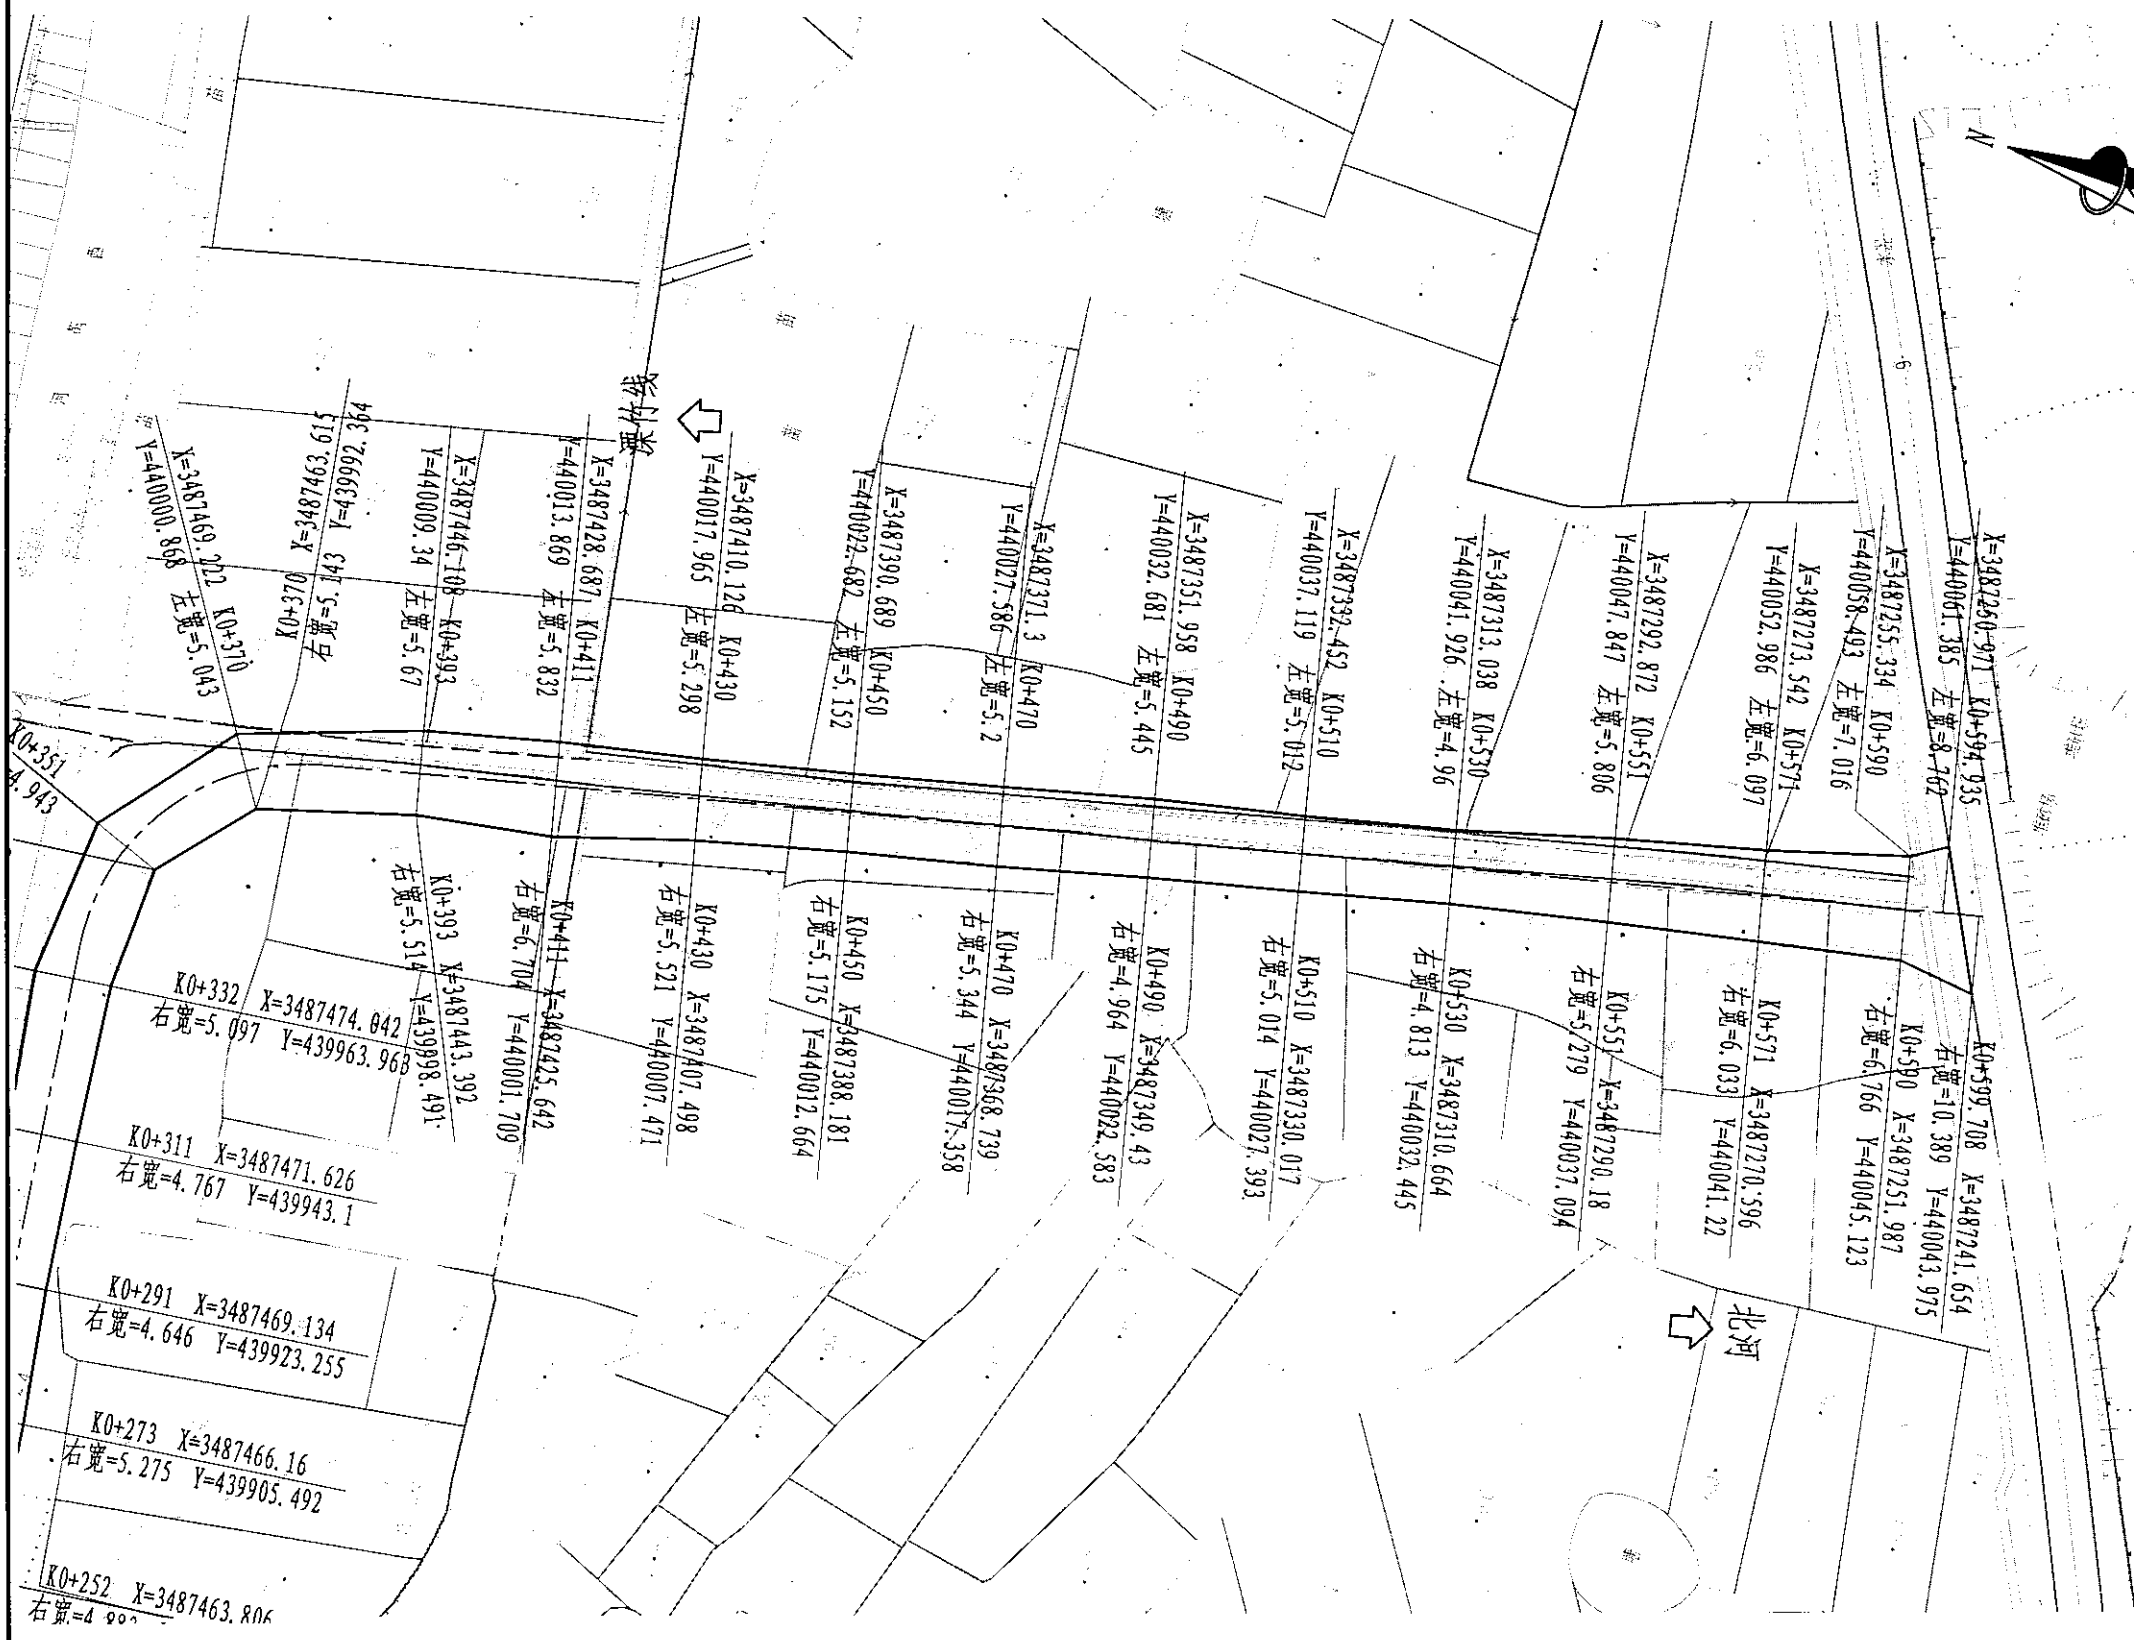 N
溧竹线
X=3487469.222 K0+370
Y=440000.868 左宽=5.043
K0+370 X=3487463.615
右宽=5.143 Y=439992.364
X=3487446.108 K0+393
Y=440009.34 左宽=5.67
X=3487428.687 K0+411
Y=440013.869 左宽=5.832
X=3487410.126 K0+430
Y=440017.965 左宽=5.298
X=3487390.689 K0+450
Y=440022.682 左宽=5.152
X=3487371.3 K0+470
Y=440027.586 左宽=5.2
X=3487351.958 K0+490
Y=440032.681 左宽=5.445
X=3487332.452 K0+510
Y=440037.119 左宽=5.012
X=3487313.038 K0+530
Y=440041.926 左宽=4.96
X=3487292.872 K0+551
Y=440047.847 左宽=5.806
X=3487273.542 K0+571
Y=440052.986 左宽=6.097
X=3487255.334 K0+590
Y=440058.493 左宽=7.016
X=3487250.971 K0+594.935
Y=440061.385 左宽=8.762
K0+351
4.943
K0+393 X=3487443.392
右宽=5.514 Y=439998.491
K0+411 X=3487425.642
右宽=6.704 Y=440001.709
K0+430 X=3487407.498
右宽=5.521 Y=440007.471
K0+450 X=3487388.181
右宽=5.175 Y=440012.664
K0+470 X=3487368.739
右宽=5.344 Y=440017.358
K0+490 X=3487349.43
右宽=4.964 Y=440022.583
K0+510 X=3487330.017
右宽=5.014 Y=440027.393
K0+530 X=3487310.664
右宽=4.813 Y=440032.445
K0+551 X=3487290.18
右宽=5.279 Y=440037.094
K0+571 X=3487270.596
右宽=6.033 Y=440041.22
K0+590 X=3487251.987
右宽=6.766 Y=440045.123
K0+599.708 X=3487241.654
右宽=10.389 Y=440043.975
K0+332 X=3487474.042
右宽=5.097 Y=439963.963
K0+311 X=3487471.626
右宽=4.767 Y=439943.1
K0+291 X=3487469.134
右宽=4.646 Y=439923.255
K0+273 X=3487466.16
右宽=5.275 Y=439905.492
K0+252 X=3487463.806
北河